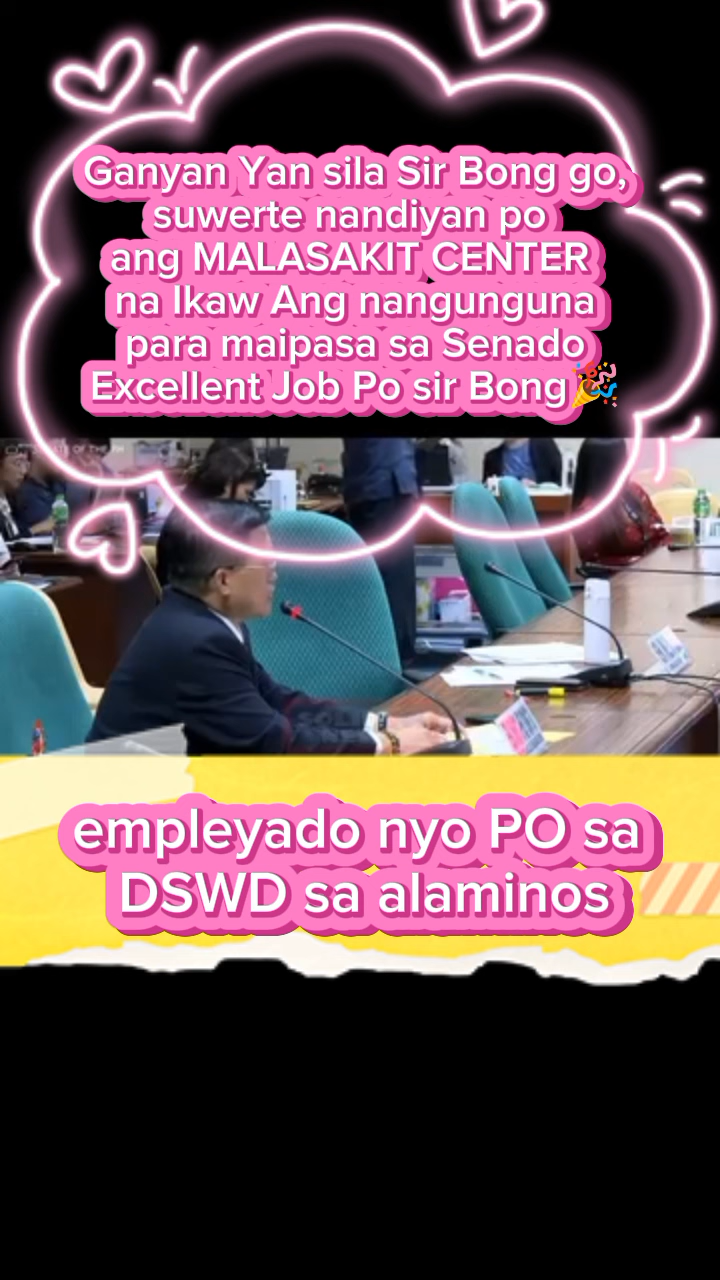 Ganyan Yan sila Sir Bong go,
suwerte nandiyan po
ang MALASAKIT CENTER
na Ikaw Ang nangunguna
para maipasa sa Senado
Excellent Job Po sir Bong🎉
empleyado nyo PO sa
DSWD sa alaminos